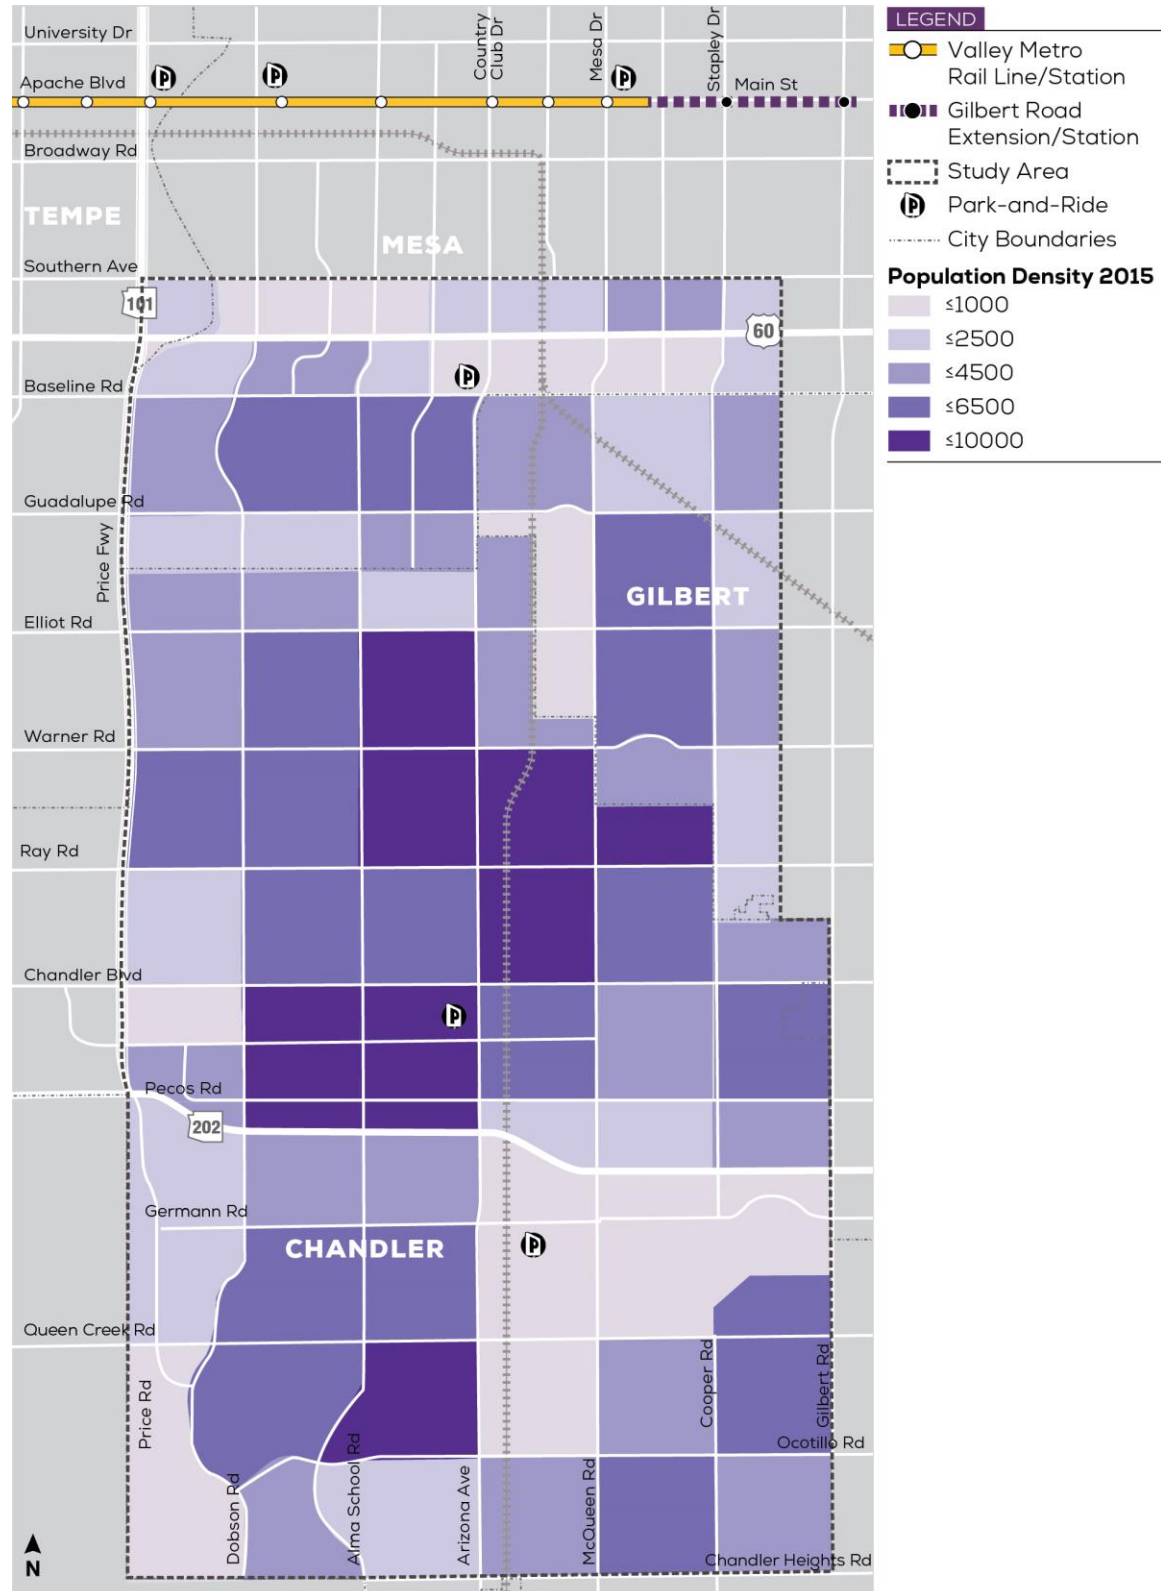 University Dr
Apache Blvd
Country
Club Dr
Mesa Dr
Stapley Dr
Main St
Broadway Rd
TEMPE
MESA
Southern Ave
101
60
Baseline Rd
Guadalupe Rd
Price Fwy
GILBERT
Elliot Rd
Warner Rd
Ray Rd
Chandler Blvd
Pecos Rd
202
Germann Rd
CHANDLER
Queen Creek Rd
Price Rd
Dobson Rd
Alma School Rd
Arizona Ave
McQueen Rd
Cooper Rd
Gilbert Rd
Ocotillo Rd
Chandler Heights Rd
N
P
P
P
P
P
P
LEGEND
Valley Metro
Rail Line/Station
Gilbert Road
Extension/Station
Study Area
P Park-and-Ride
City Boundaries
Population Density 2015
≤1000
≤2500
≤4500
≤6500
≤10000